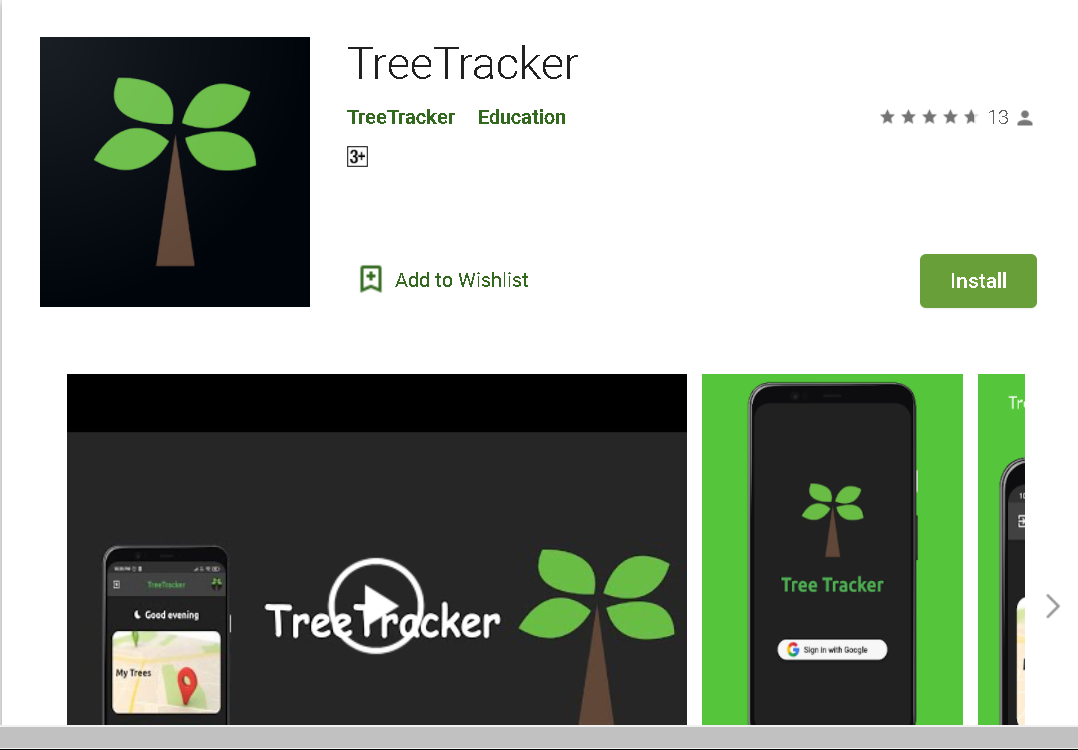 TreeTracker
TreeTracker Education
13
3+
Add to Wishlist
Install
TreeTracker
Good evening
My Trees
TreeTracker
Tree Tracker
Sign in with Google